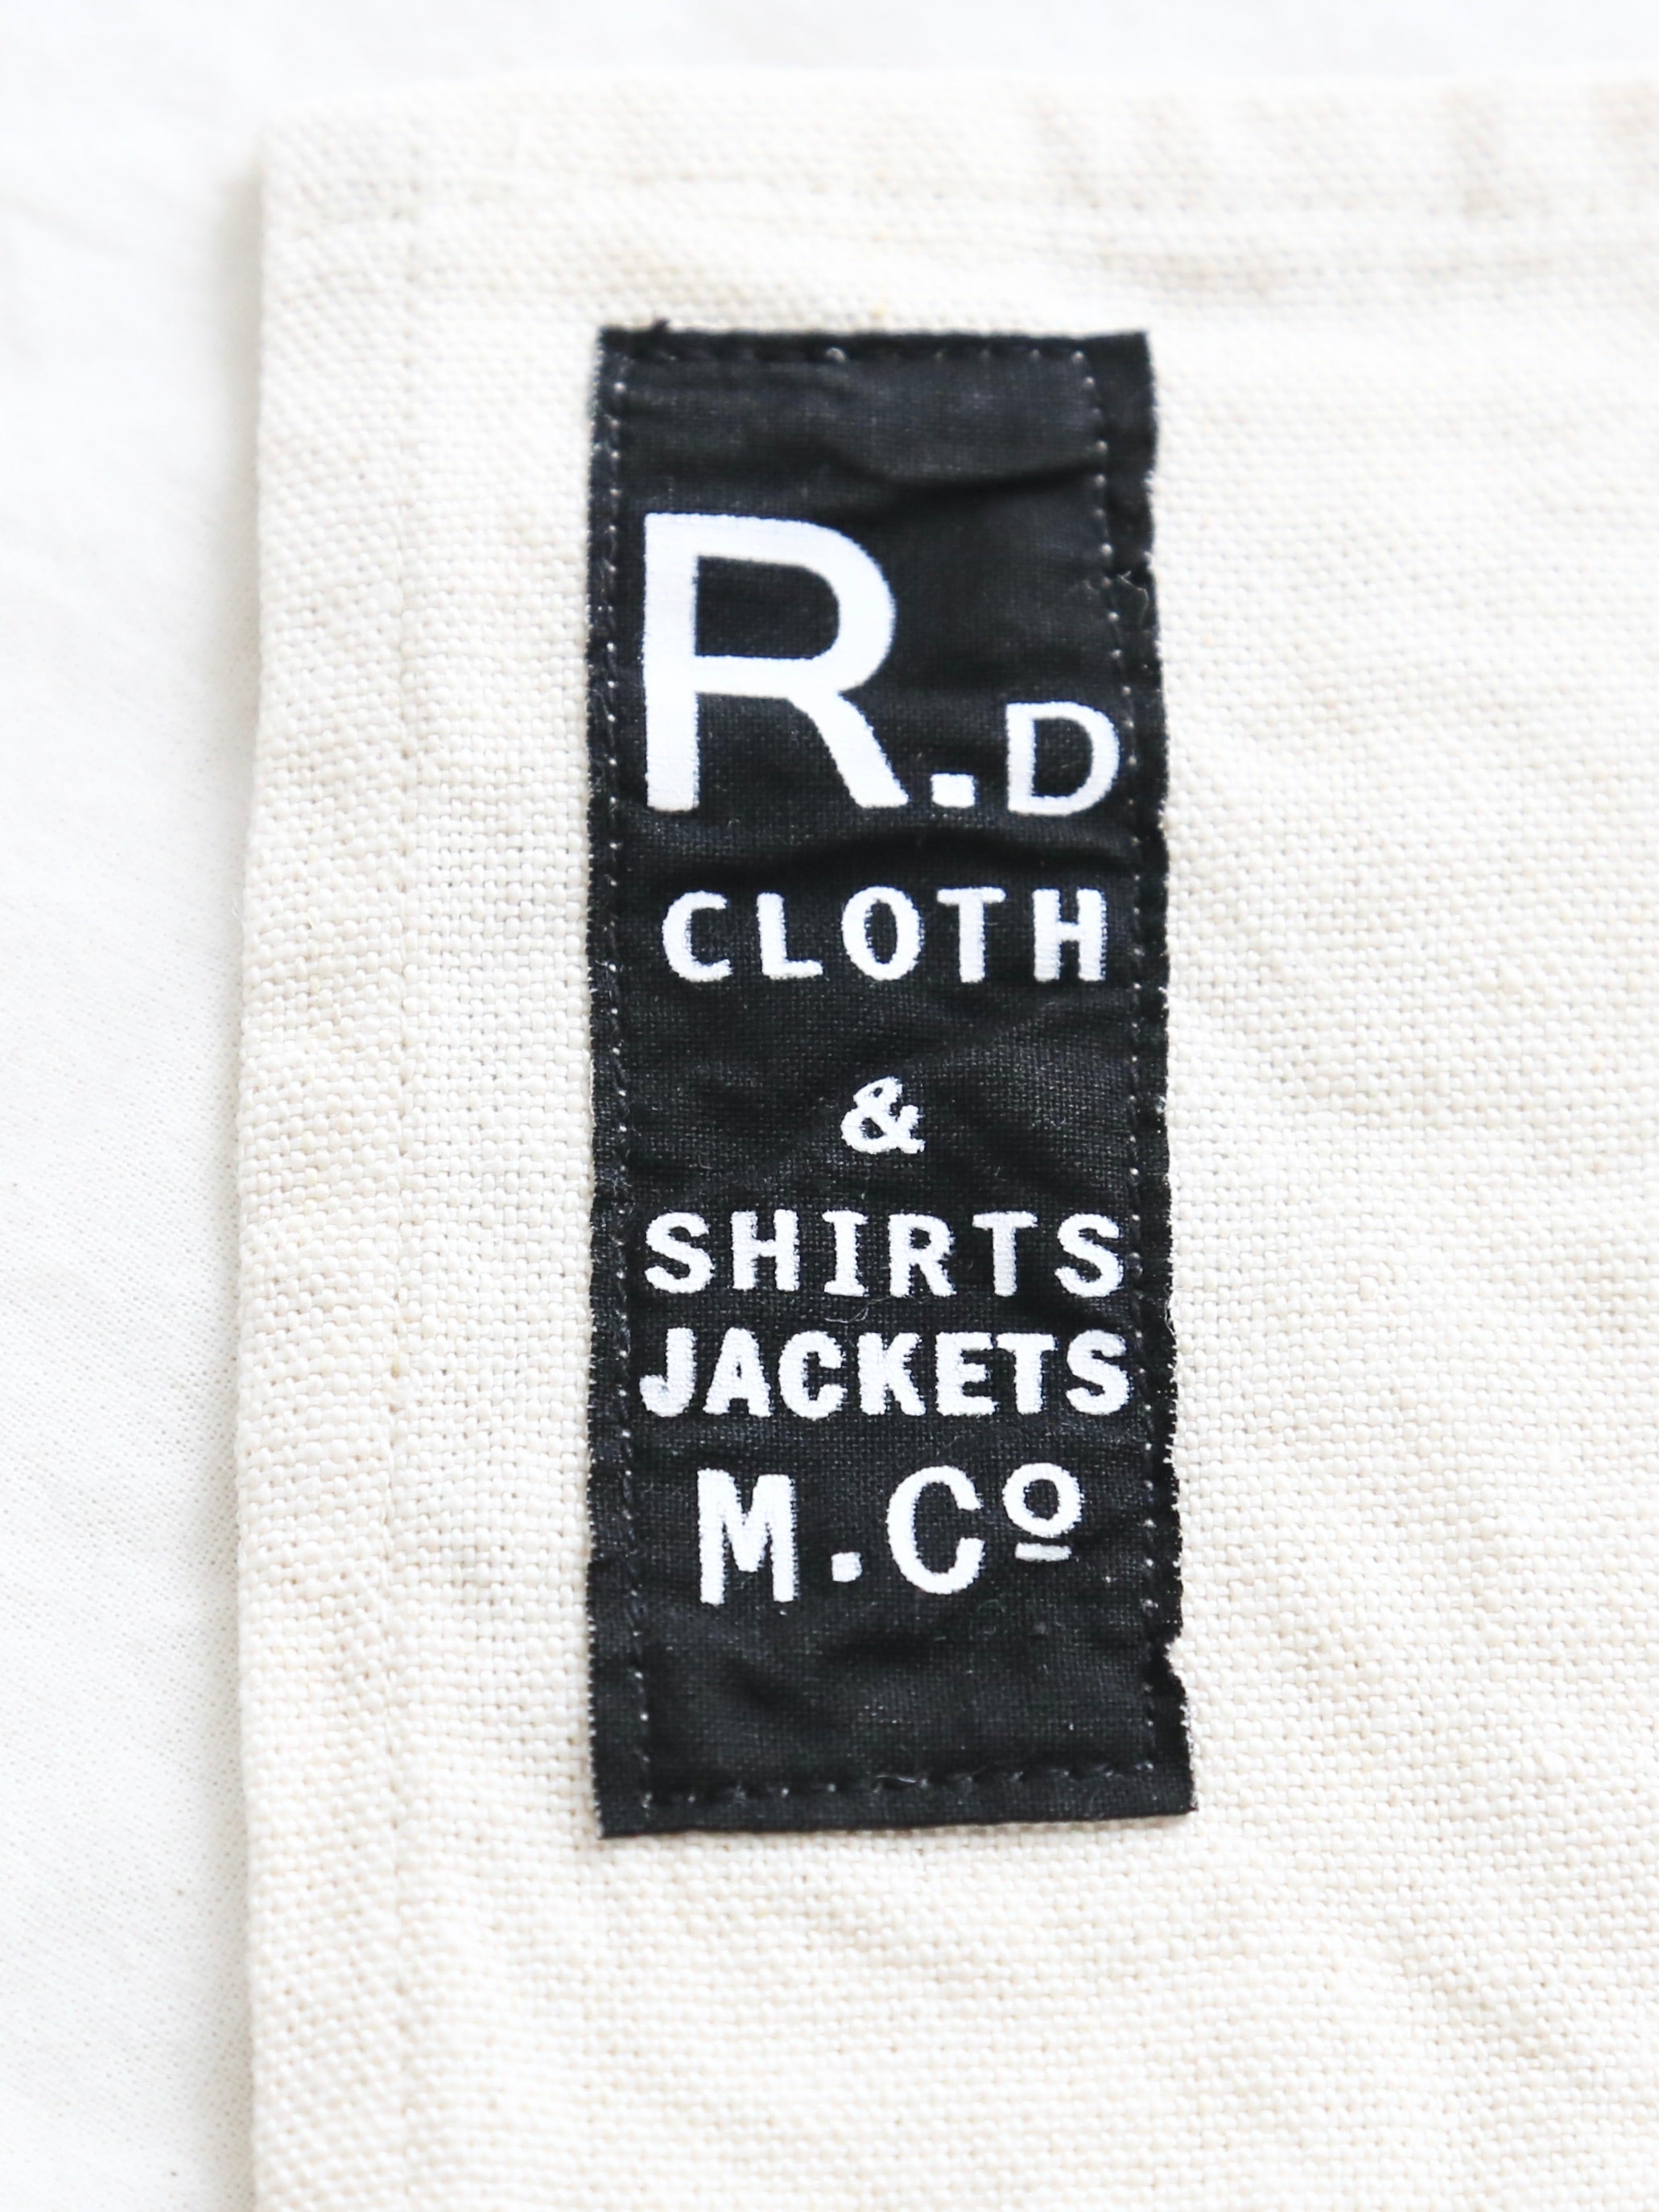 R.D
CLOTH
&
SHIRTS
JACKETS
M.Cº